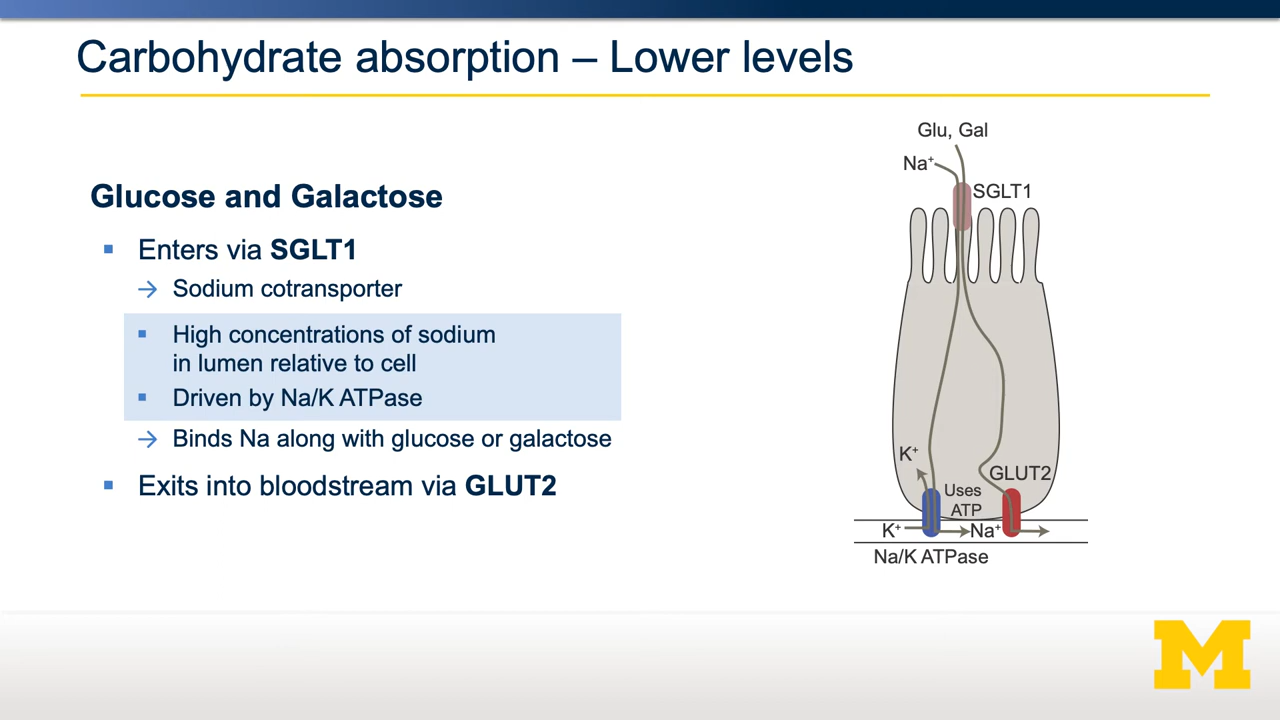 Carbohydrate absorption – Lower levels
Glucose and Galactose
Enters via SGLT1
→ Sodium cotransporter
High concentrations of sodium
in lumen relative to cell
Driven by Na/K ATPase
→ Binds Na along with glucose or galactose
Exits into bloodstream via GLUT2
Glu, Gal
Na⁺
SGLT1
K⁺
GLUT2
Uses
ATP
K⁺
Na⁺
Na/K ATPase
M